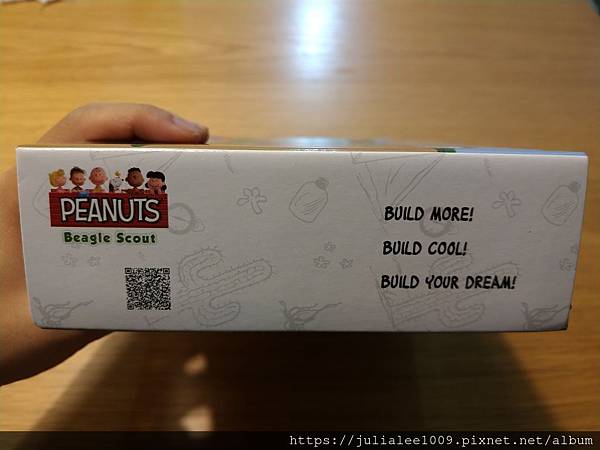 PEANUTS
Beagle Scout
BUILD MORE!
BUILD COOL!
BUILD YOUR DREAM!
https://julialee1009.pixnet.net/album